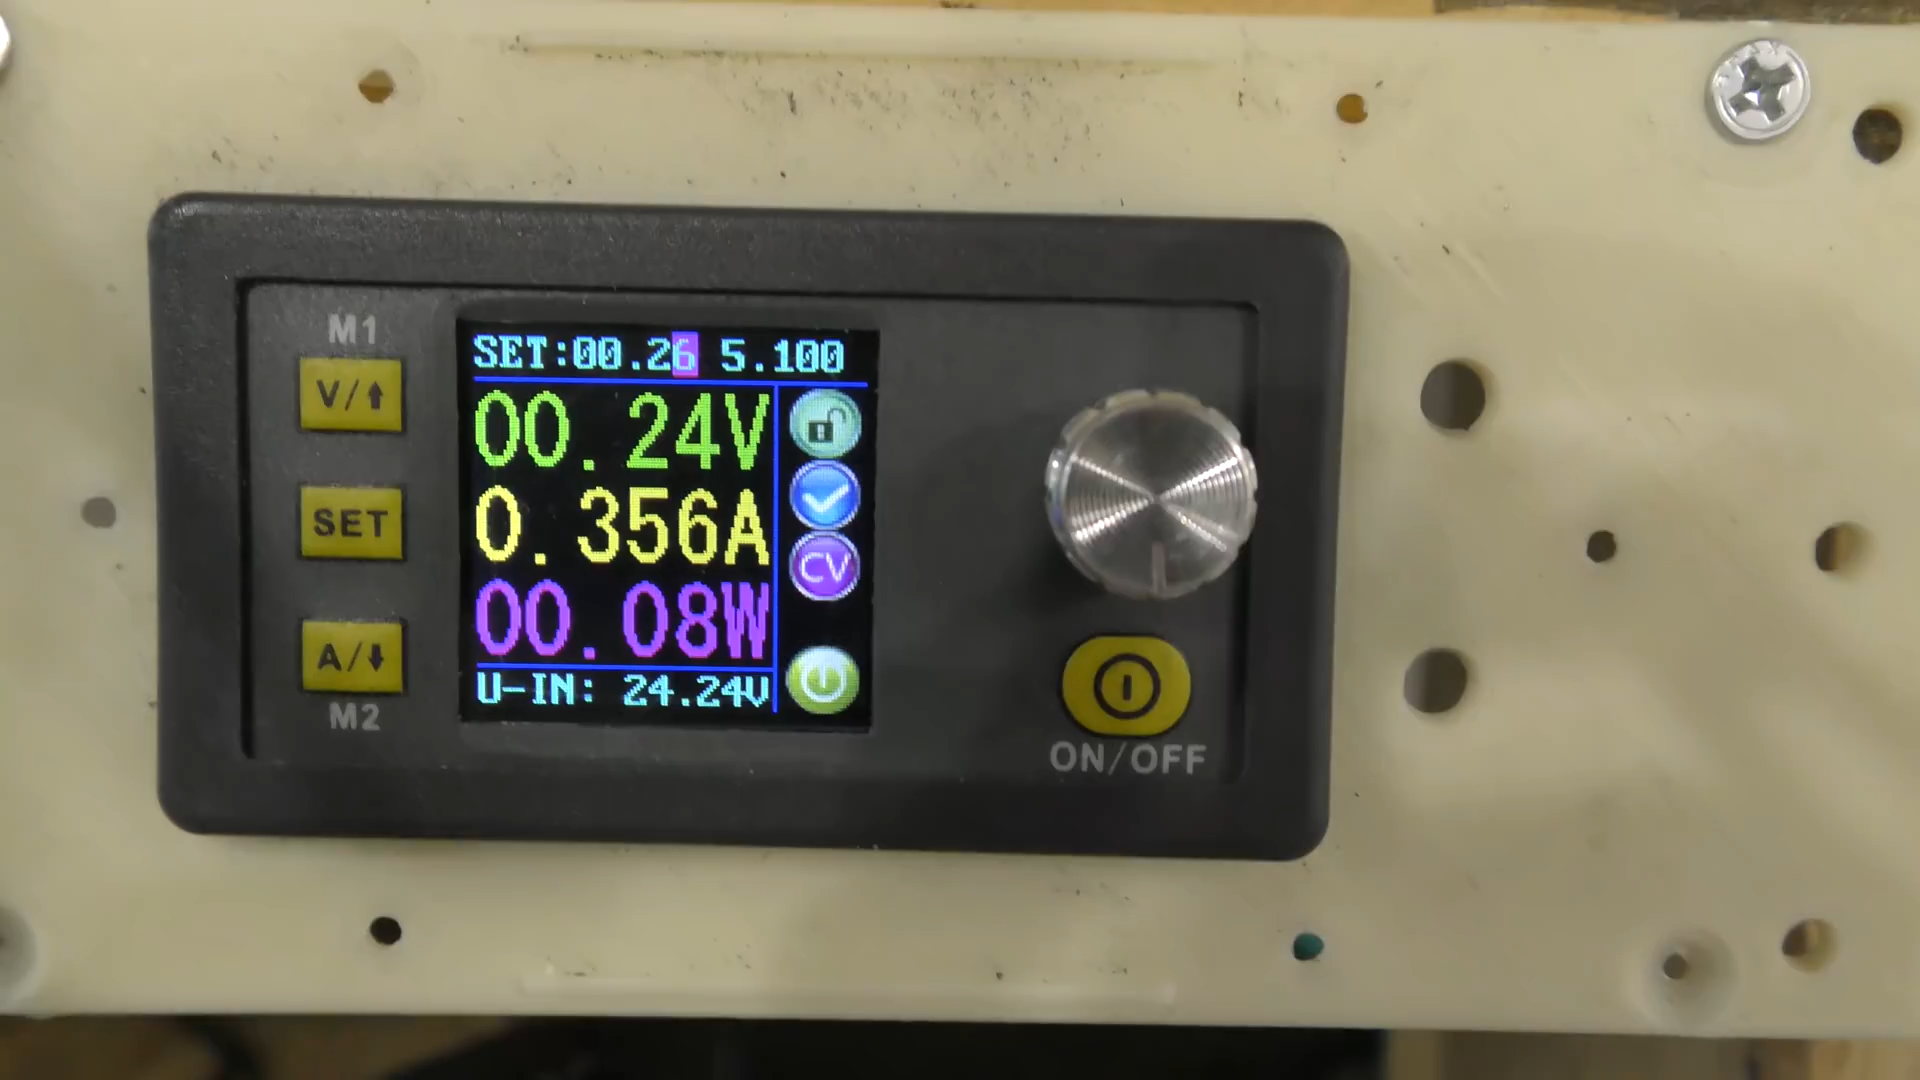 M1
V/⬆
SET
A/⬇
M2
SET:00.26 5.100
00.24V
0.356A
00.08W
CV
U-IN: 24.24V
ON/OFF